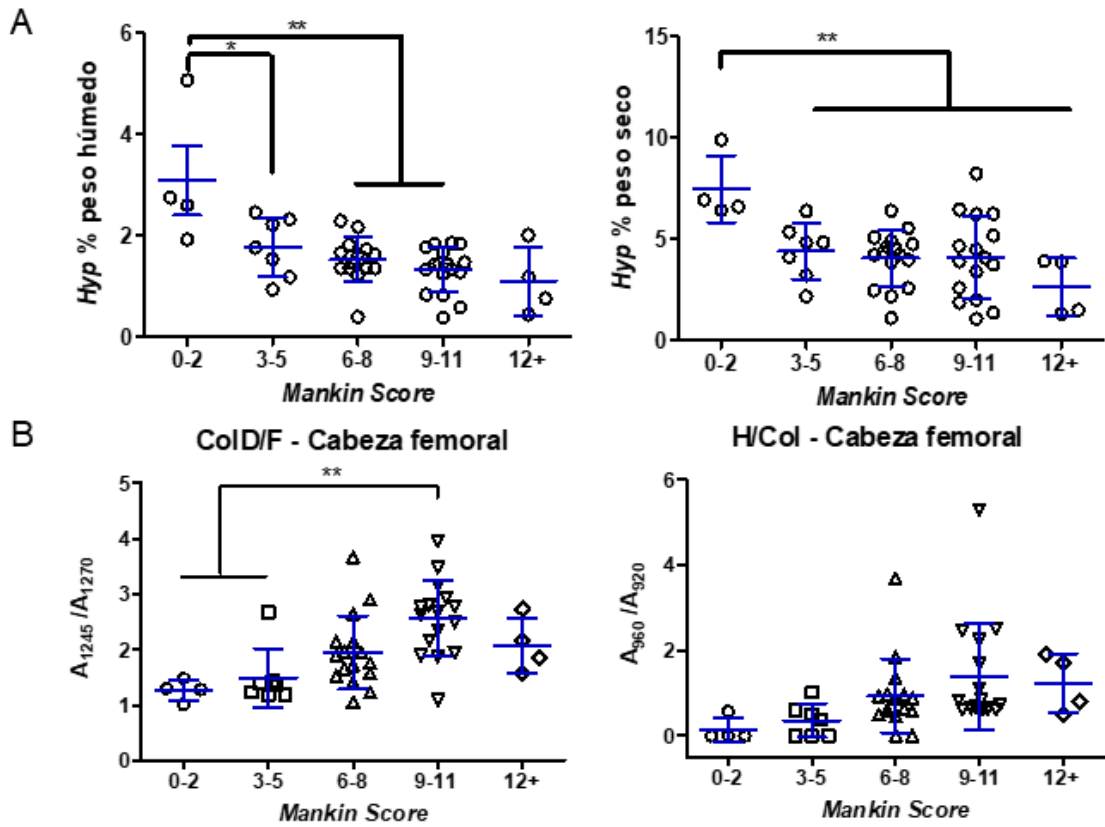 A
Hyp % peso húmedo
6
4
2
0
**
*
0-2 3-5 6-8 9-11 12+
Mankin Score
Hyp % peso seco
15
10
5
0
**
0-2 3-5 6-8 9-11 12+
Mankin Score
B
ColD/F - Cabeza femoral
A1245 /A1270
5
4
3
2
1
0
**
0-2 3-5 6-8 9-11 12+
Mankin Score
H/Col - Cabeza femoral
A960 /A920
6
4
2
0
0-2 3-5 6-8 9-11 12+
Mankin Score